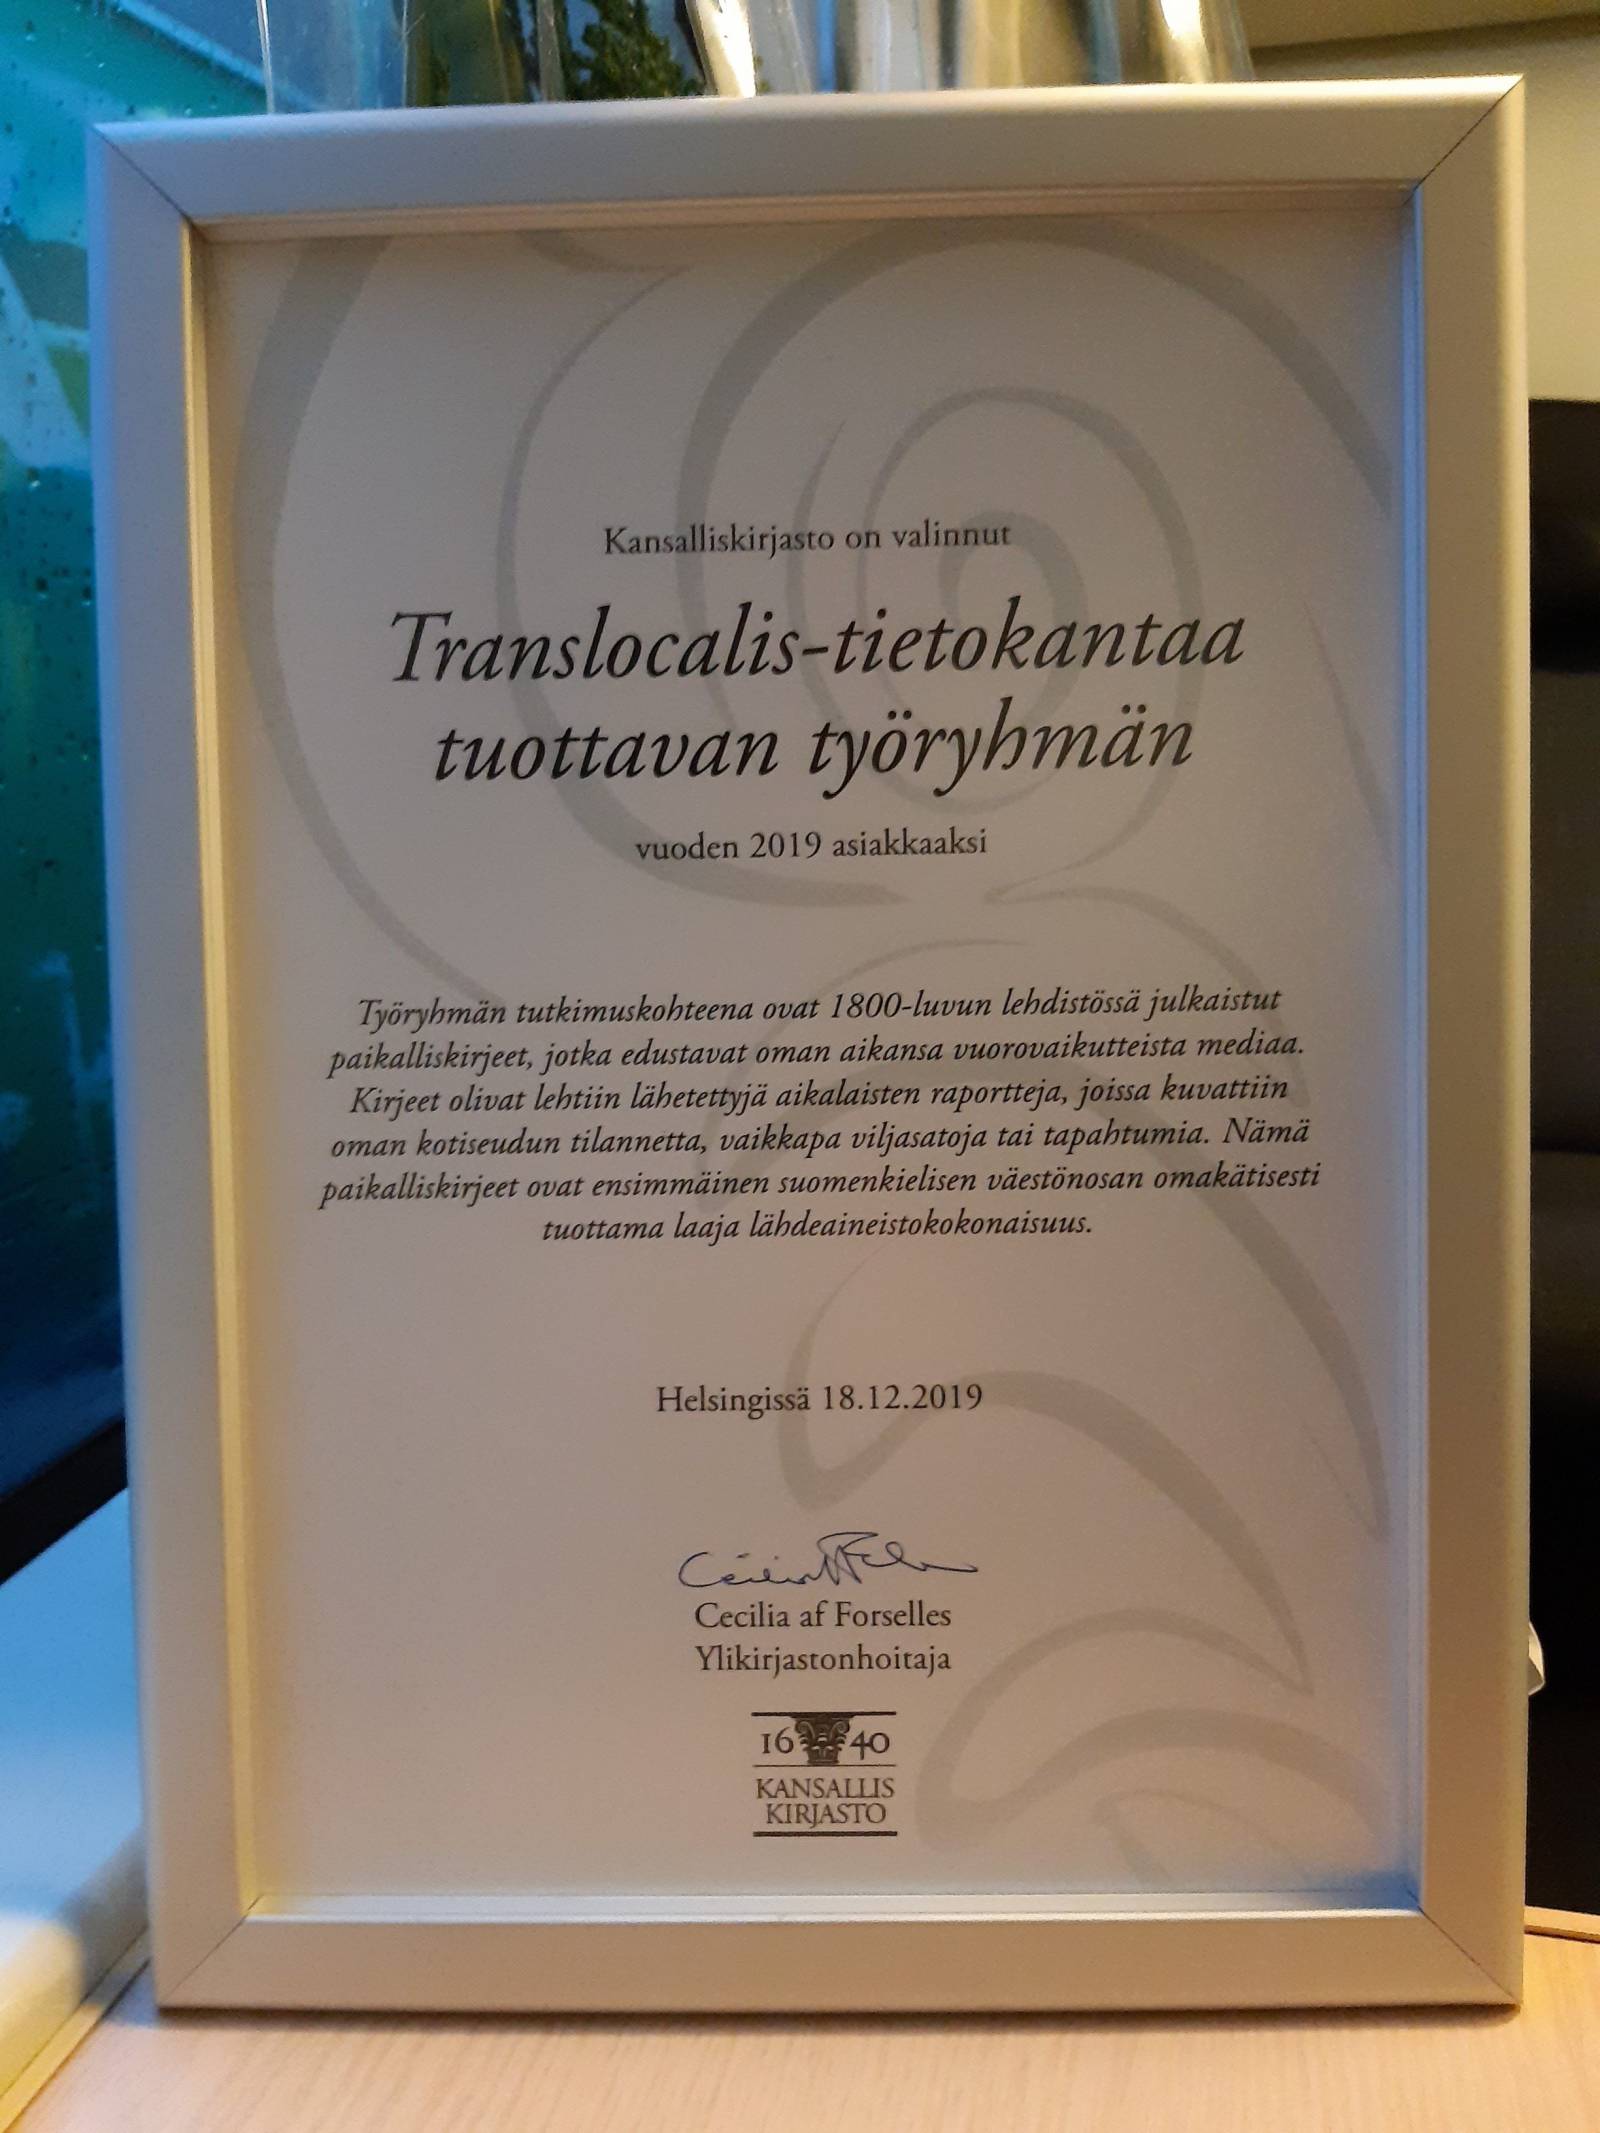 Kansalliskirjasto on valinnut
Translocalis-tietokantaa
tuottavan työryhmän
vuoden 2019 asiakkaaksi
Työryhmän tutkimuskohteena ovat 1800-luvun lehdistössä julkaistut
paikalliskirjeet, jotka edustavat oman aikansa vuorovaikutteista mediaa.
Kirjeet olivat lehtiin lähetettyjä aikalaisten raportteja, joissa kuvattiin
oman kotiseudun tilannetta, vaikkapa viljasatoja tai tapahtumia. Nämä
paikalliskirjeet ovat ensimmäinen suomenkielisen väestönosan omakätisesti
tuottama laaja lähdeaineistokokonaisuus.
Helsingissä 18.12.2019
Cecilia af Forselles
Ylikirjastonhoitaja
1640
KANSALLIS
KIRJASTO